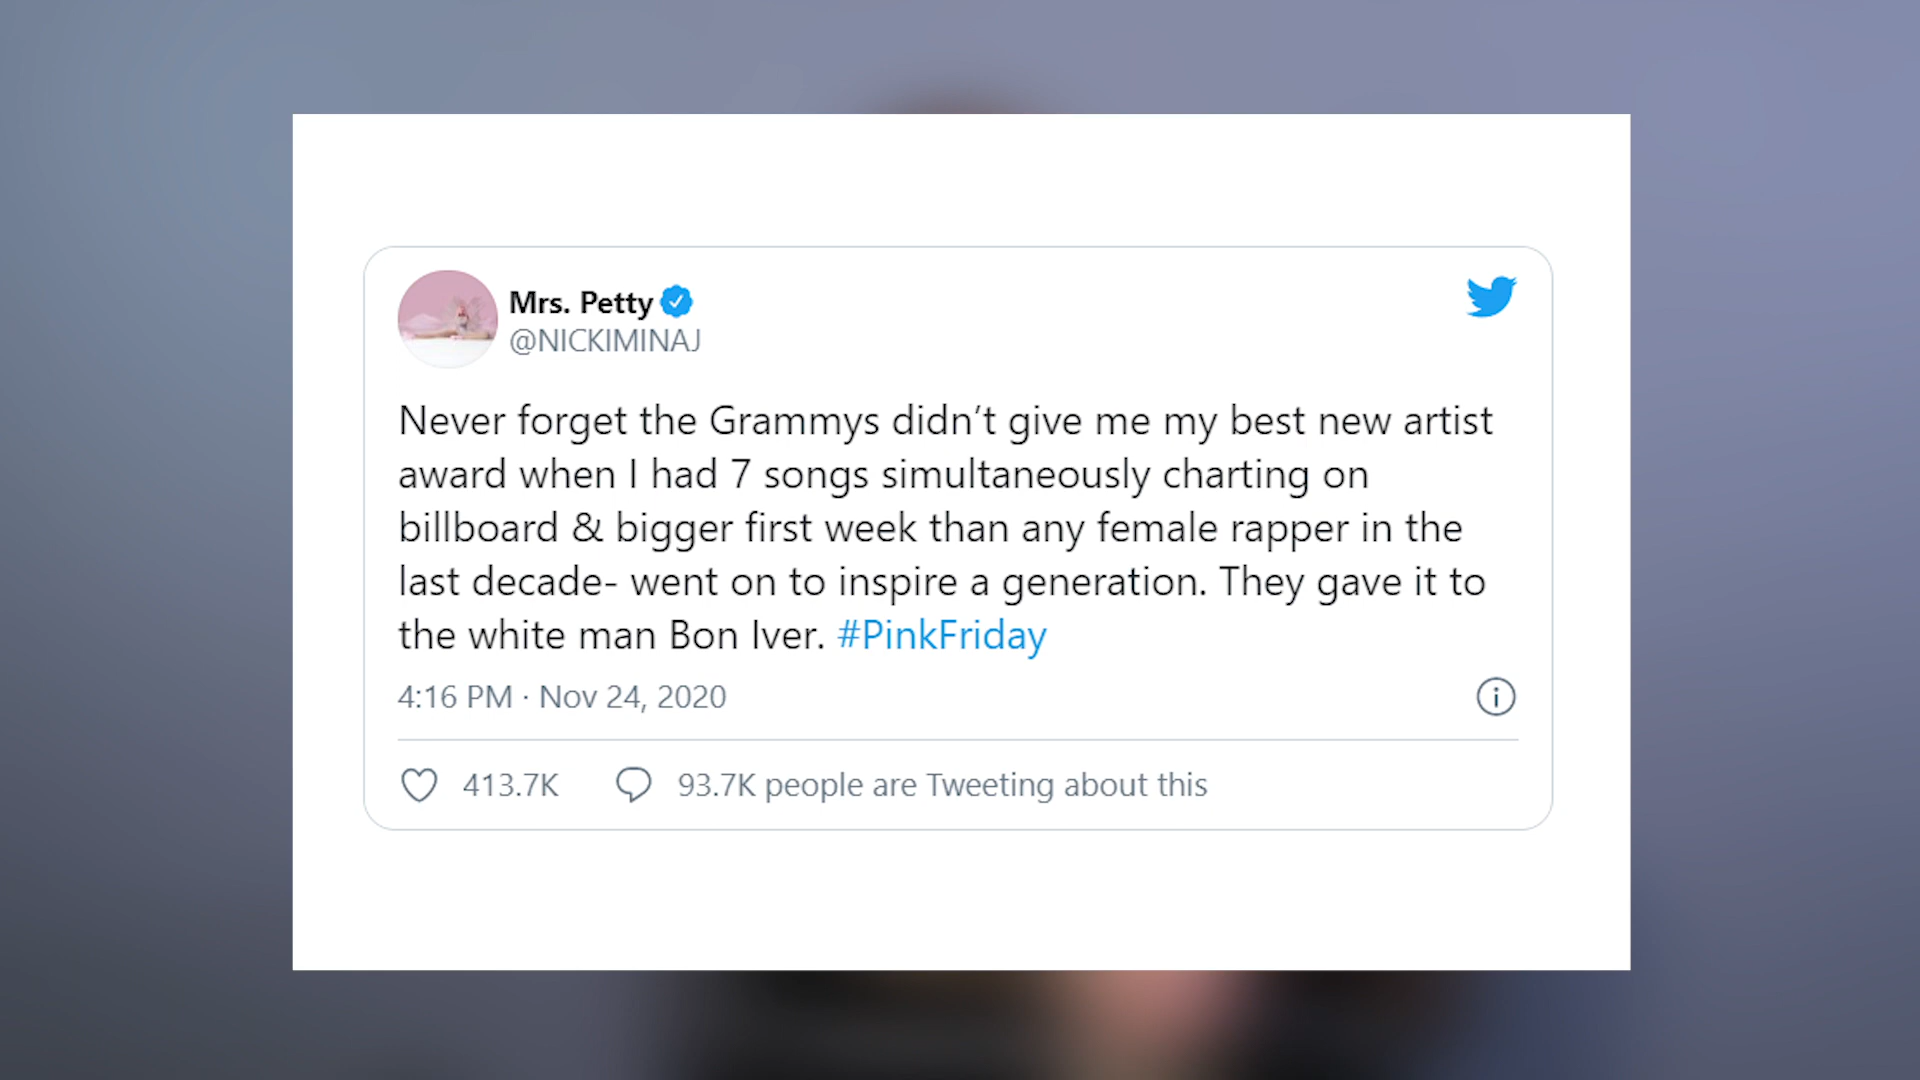 Mrs. Petty
@NICKIMINAJ
Never forget the Grammys didn’t give me my best new artist
award when I had 7 songs simultaneously charting on
billboard & bigger first week than any female rapper in the
last decade- went on to inspire a generation. They gave it to
the white man Bon Iver. #PinkFriday
4:16 PM · Nov 24, 2020
413.7K 93.7K people are Tweeting about this